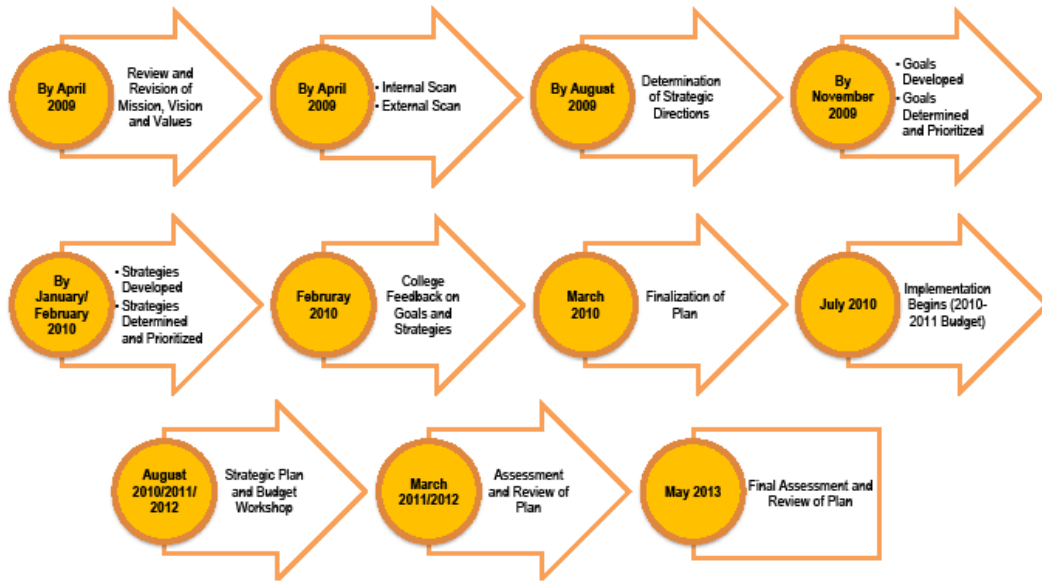 By April
2009
Review and
Revision of
Mission, Vision
and Values
By April
2009
• Internal Scan
• External Scan
By August
2009
Determination
of Strategic
Directions
By
November
2009
• Goals
Developed
• Goals
Determined
and Prioritized
By
January/
February
2010
• Strategies
Developed
• Strategies
Determined
and Prioritized
Februray
2010
College
Feedback on
Goals and
Strategies
March
2010
Finalization of
Plan
July 2010
Implementation
Begins (2010-
2011 Budget)
August
2010/2011/
2012
Strategic Plan
and Budget
Workshop
March
2011/2012
Assessment
and Review of
Plan
May 2013
Final Assessment and
Review of Plan